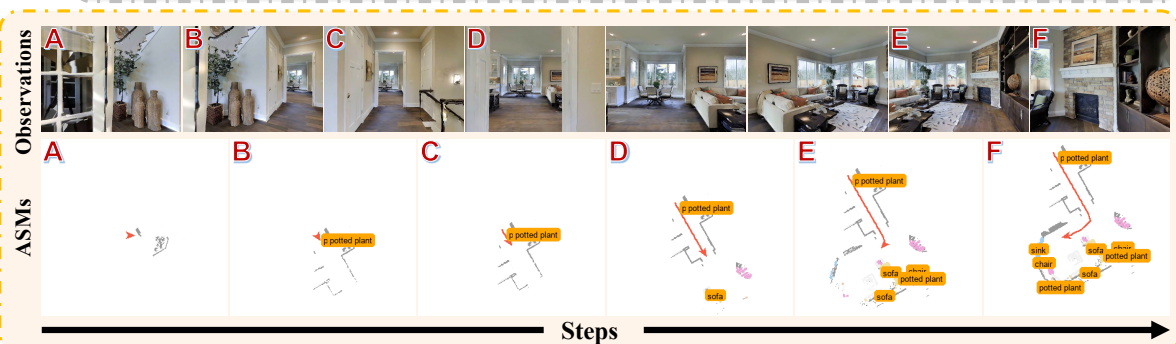 Observations
A
B
C
D
E
F
ASMs
A
B
p potted plant
C
p potted plant
D
p potted plant
sofa
E
p potted plant
sofa
chair
potted plant
sofa
F
p potted plant
sink
sofa
chair
chair
potted plant
sofa
potted plant
Steps